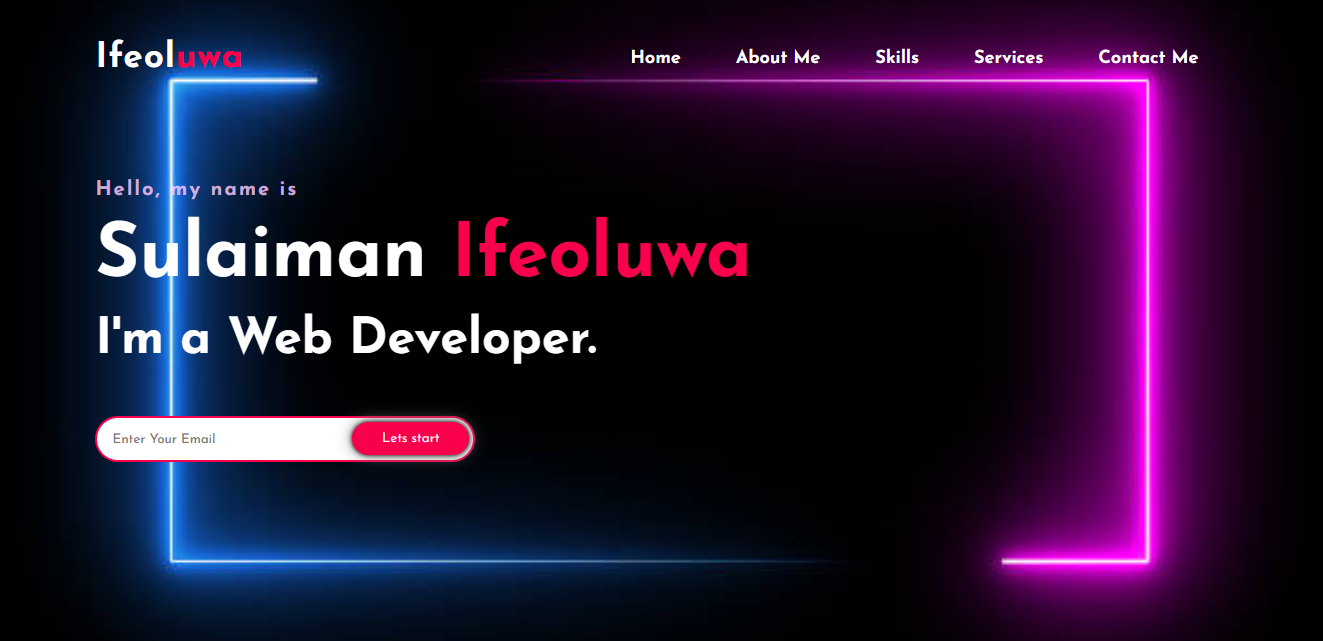 Ifeoluwa
Home About Me Skills Services Contact Me
Hello, my name is
Sulaiman Ifeoluwa
I'm a Web Developer.
Enter Your Email Lets start